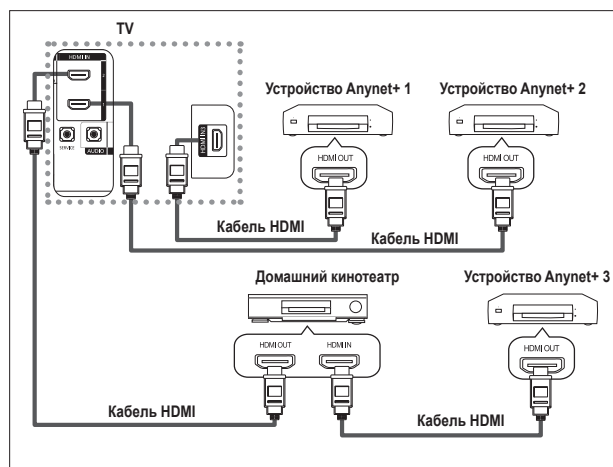 TV
HDMI IN
HDMI IN 3
SERVICE
AUDIO
Устройство Anynet+ 1
Устройство Anynet+ 2
HDMI OUT
HDMI OUT
Кабель HDMI
Кабель HDMI
Домашний кинотеатр
Устройство Anynet+ 3
HDMI OUT
HDMI IN
HDMI OUT
Кабель HDMI
Кабель HDMI